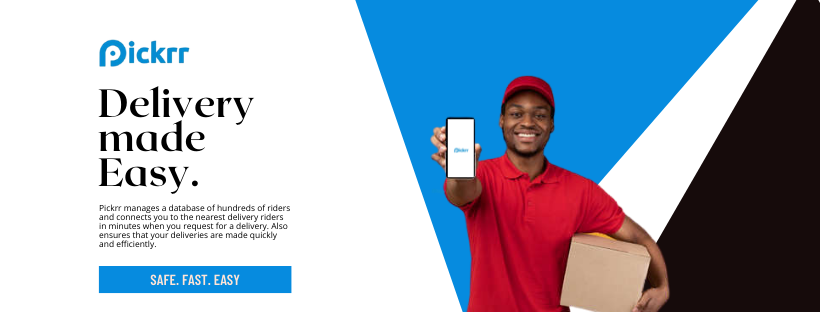 Pickrr
Delivery
made
Easy.
Pickrr manages a database of hundreds of riders
and connects you to the nearest delivery riders
in minutes when you request for a delivery. Also
ensures that your deliveries are made quickly
and efficiently.
SAFE. FAST. EASY
Pickrr